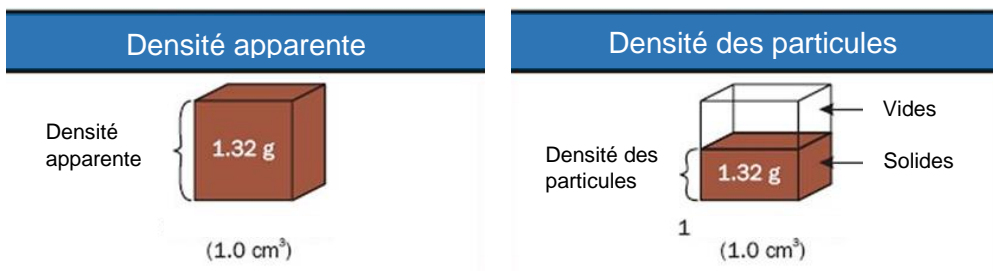 Densité apparente
Densité
apparente
1.32 g
(1.0 cm³)
Densité des particules
Vides
Solides
Densité des
particules
1.32 g
1
(1.0 cm³)